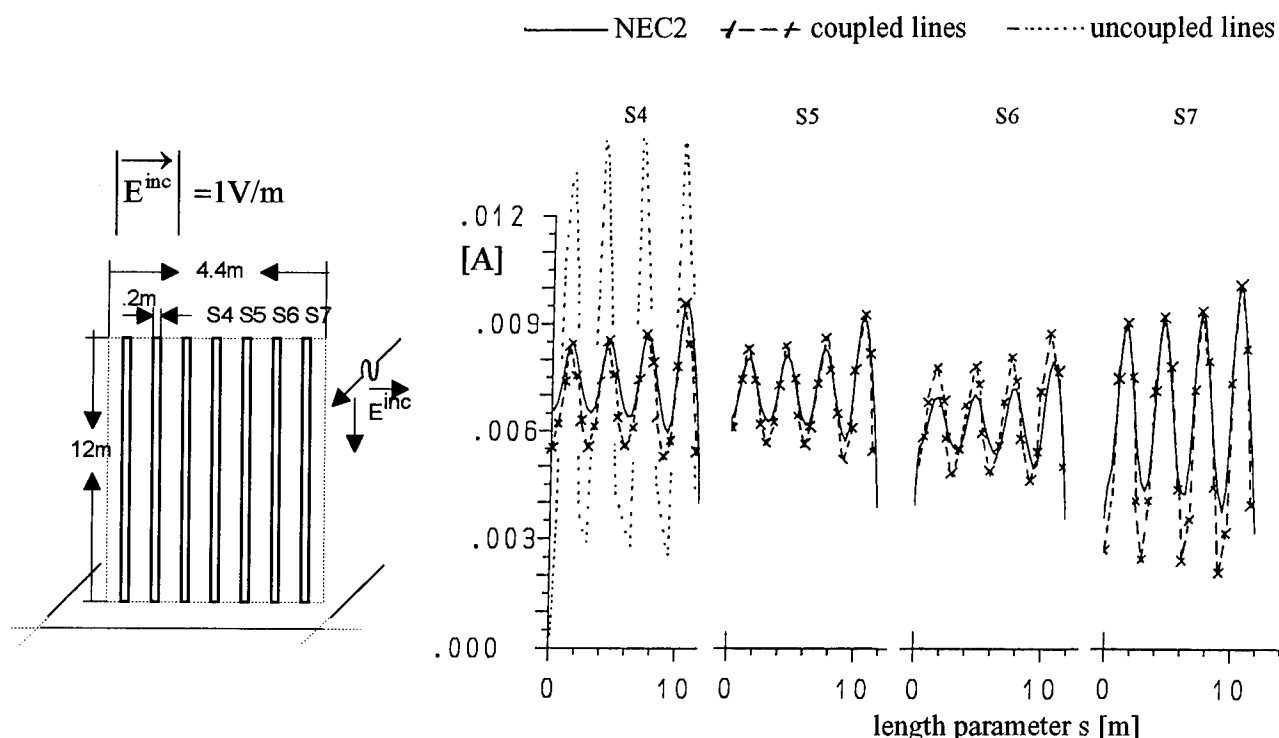 NEC2 coupled lines uncoupled lines
S4 S5 S6 S7
E^inc =1V/m
4.4m
.2m S4 S5 S6 S7
12m
E^inc
[A]
.012
.009
.006
.003
.000
0 10 0 10 0 10 0 10
length parameter s [m]